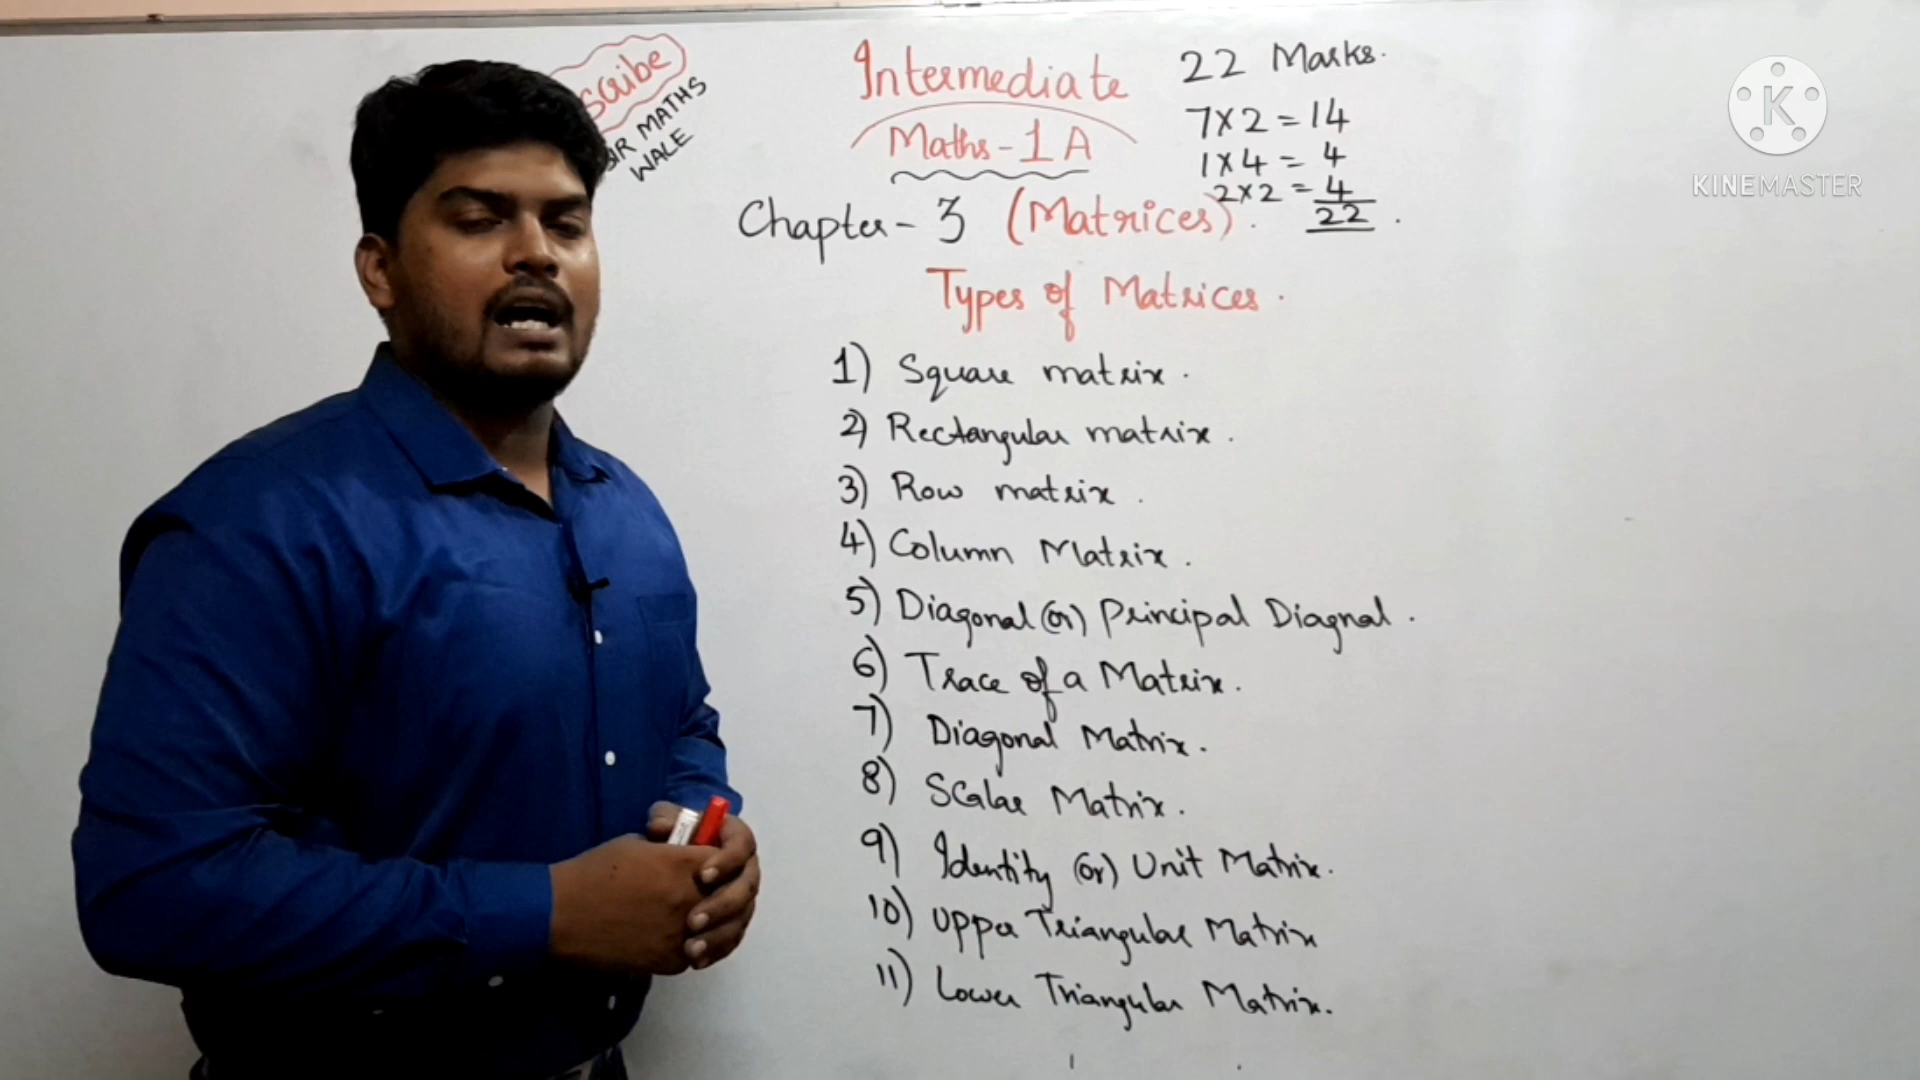 scribe
SIR MATHS
WALE
Intermediate
Maths-1A
22 Marks.
7×2=14
1×4= 4
2×2=4
22
Chapter-3 (Matrices).
Types of Matrices.
1) Square matrix.
2) Rectangular matrix.
3) Row matrix.
4) Column Matrix.
5) Diagonal (or) Principal Diagnal.
6) Trace of a Matrix.
7) Diagonal Matrix.
8) Scalar Matrix.
9) Identity (or) Unit Matrix.
10) Upper Triangular Matrix
11) Lower Triangular Matrix.
K
KINEMASTER